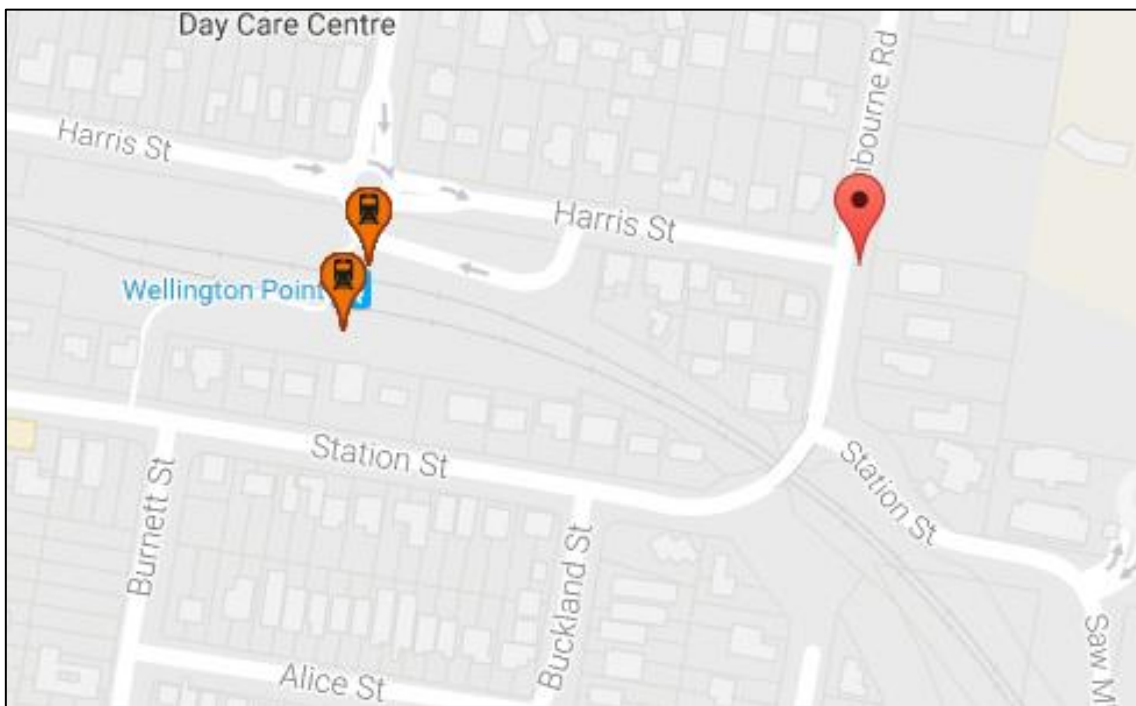 Day Care Centre
Harris St
Harris St
Wellington Point
Station St
Station St
Burnett St
Buckland St
Alice St